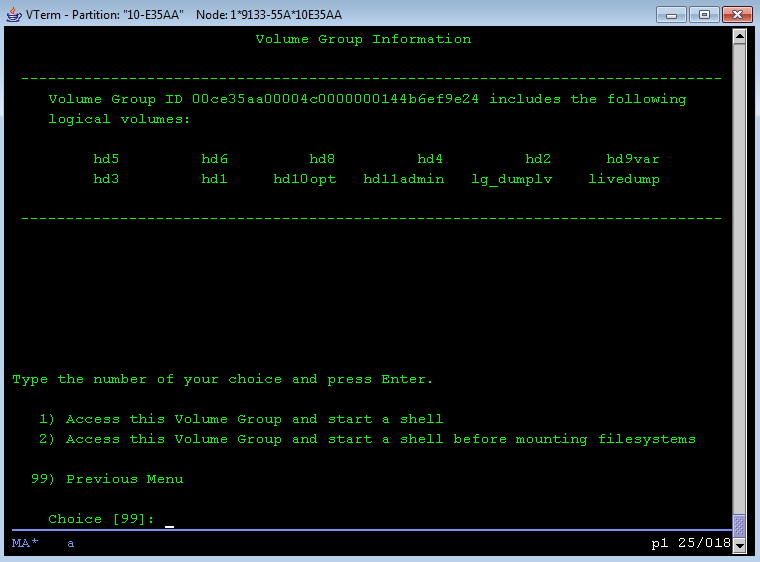 VTerm - Partition: "10-E35AA"   Node: 1*9133-55A*10E35AA
Volume Group Information
------------------------------------------------------------------------------
Volume Group ID 00ce35aa00004c0000000144b6ef9e24 includes the following
logical volumes:
hd5         hd6         hd8         hd4         hd2      hd9var
hd3         hd1     hd10opt   hd11admin   lg_dumplv    livedump
------------------------------------------------------------------------------
Type the number of your choice and press Enter.
1) Access this Volume Group and start a shell
2) Access this Volume Group and start a shell before mounting filesystems
99) Previous Menu
Choice [99]: _
MA*   a   p1 25/018